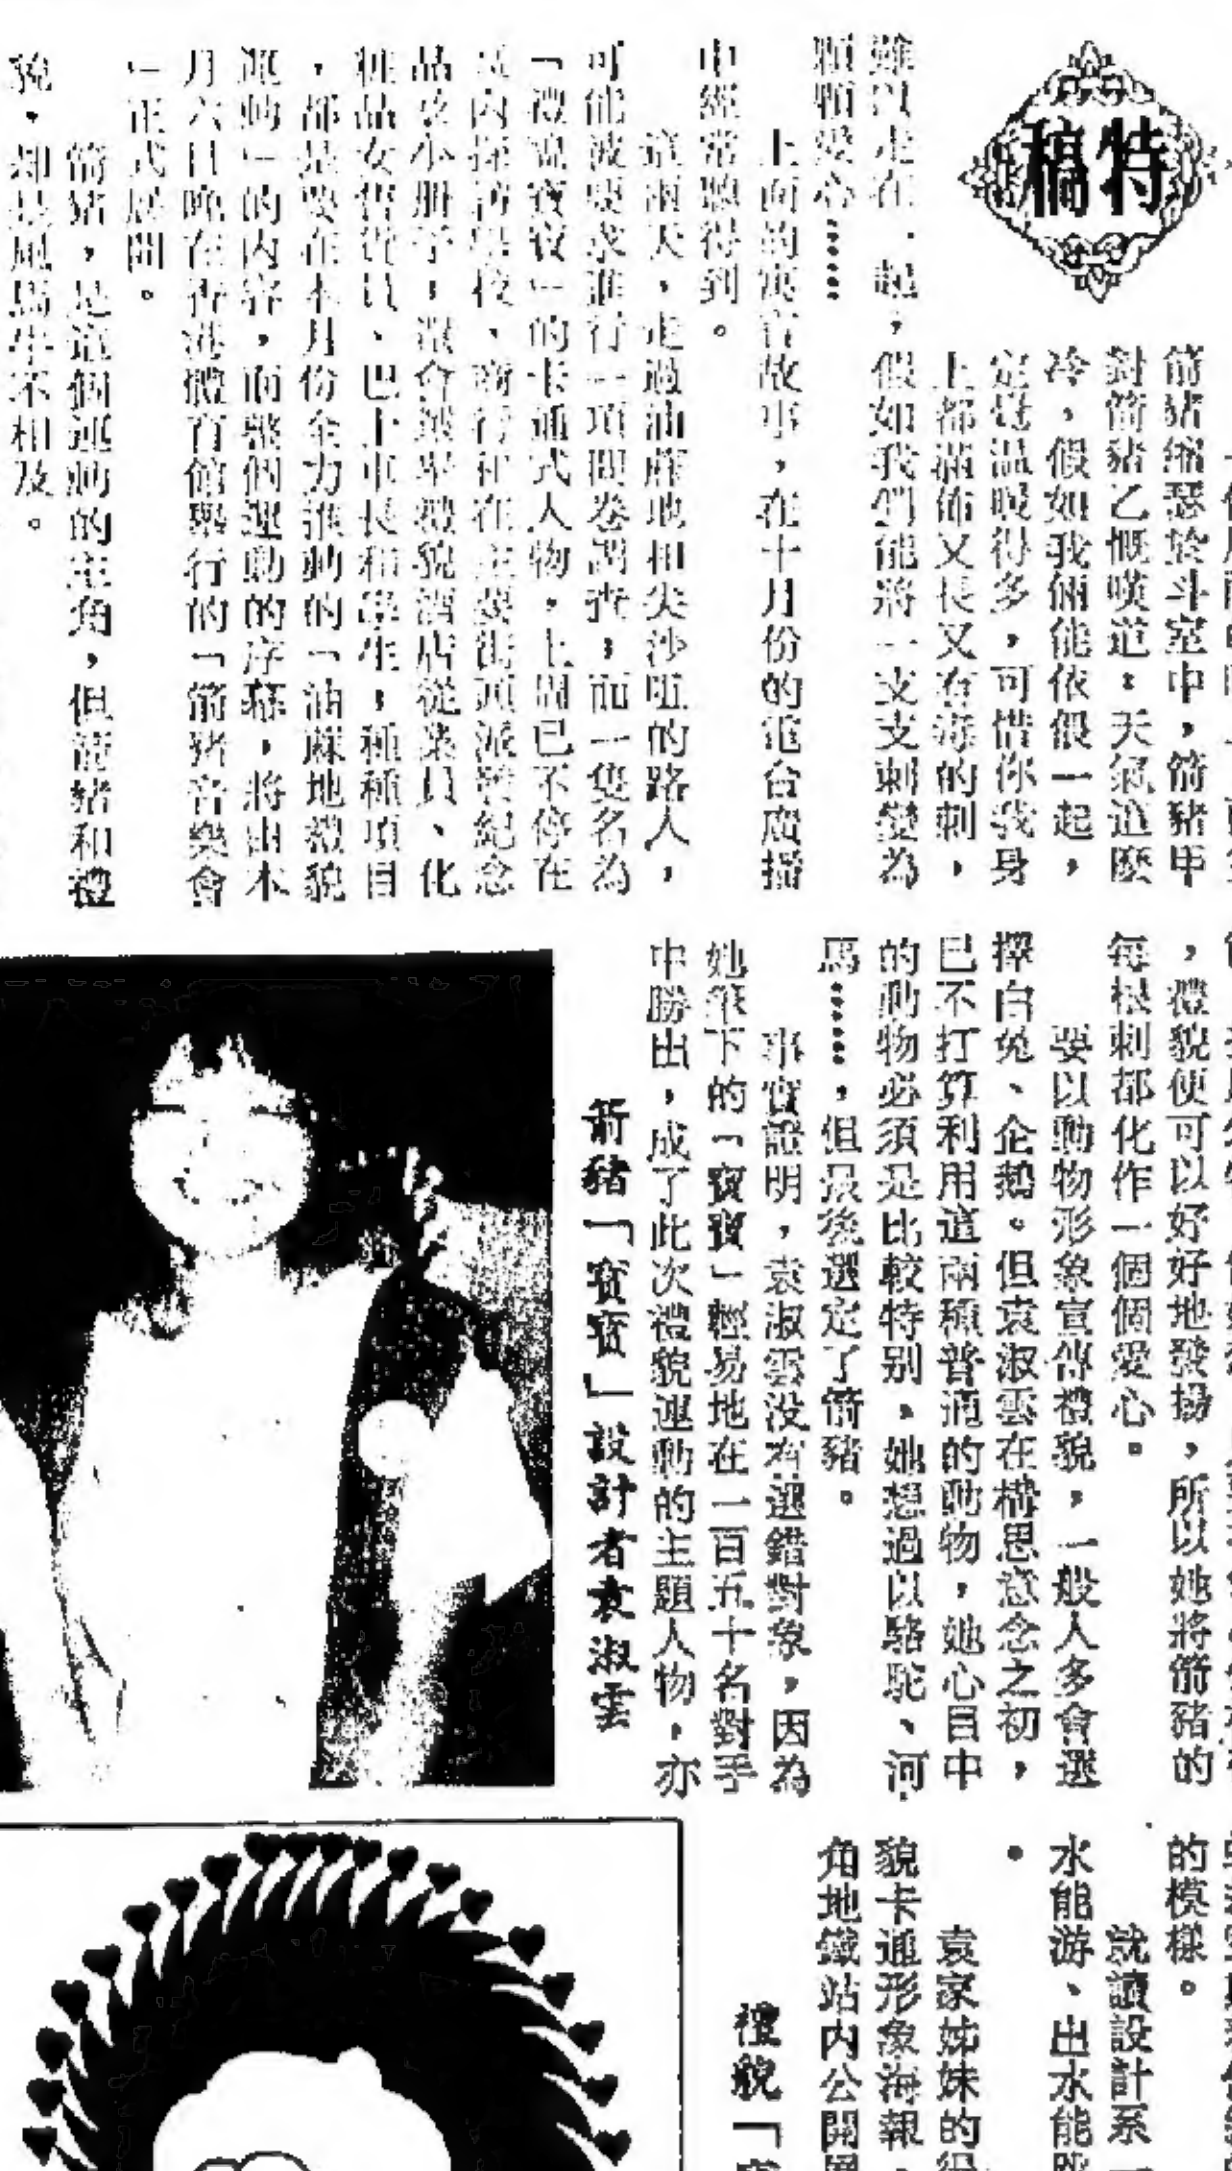 特稿
箭豬縮瑟於斗室中，箭豬甲
對箭豬乙慨嘆道：天氣這麼
冷，假如我倆能依偎一起，
定是溫暖得多，可惜你我身
上都滿佈又長又有毒的刺，
難以走在一起，假如我們能將一支支刺變為
顆顆愛心……
上面的寓言故事，在十月份的電台廣播
中經常聽得到。
這兩天，走過油蔴地和尖沙咀的路人，
可能被要求進行一項問卷調查，而一隻名為
「禮貌寶寶」的卡通式人物，上閒已不停在
區內探訪學校、商行和在主要街頭派發紀念
品及小册子，並會選舉禮貌酒店從業員、化
粧品女售貨員、巴士車長和學生，種種項目
，都是要在本月份全力推動的「油蔴地禮貌
運動」的內容，而整個運動的序幕，將由本
月六日晚在香港體育館舉行的「箭豬音樂會
」正式展開。
箭豬，是這個運動的主角，但箭豬和禮
貌，却是風馬牛不相及。
，禮貌便可以好好地發揚，所以她將箭豬的
每根刺都化作一個個愛心。
要以動物形象宣傳禮貌，一般人多會選
擇白兔、企鵝。但袁淑雲在構思意念之初，
已不打算利用這兩種普通的動物，她心目中
的動物必須是比較特别，她想過以駱駝、河
馬……，但最後選定了箭豬。
事實證明，袁淑雲没有選錯對象，因為
她筆下的「寶寶」輕易地在一百五十名對手
中勝出，成了此次禮貌運動的主題人物，亦
箭豬「寶寶」設計者袁淑雲
的模樣。
就讀設計系一
水能游、出水能跳
袁家姊妹的很
貌卡通形象海報，
角地鐵站内公開展
禮貌「寶